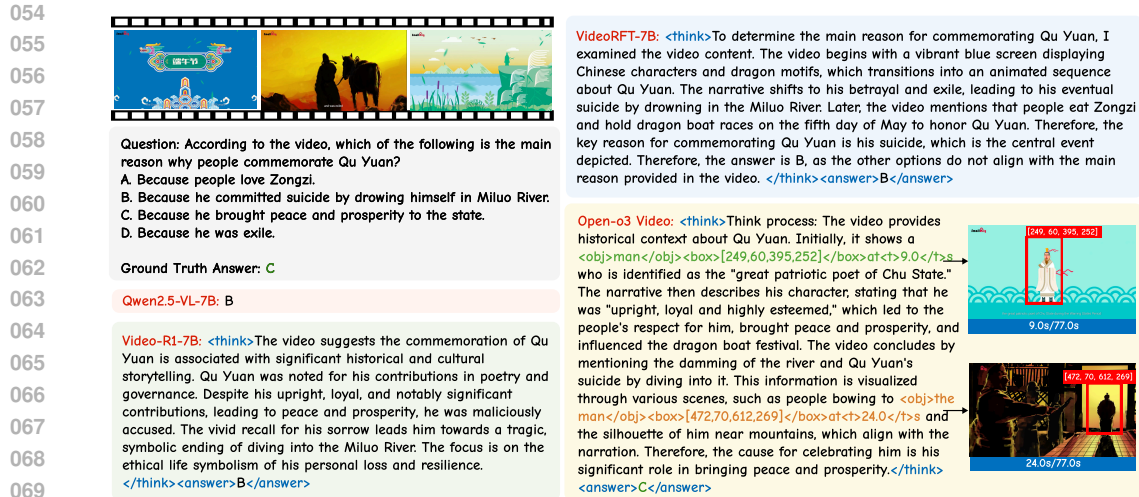 054
055
056
057
058
059
060
061
062
063
064
065
066
067
068
069
端午节
Question: According to the video, which of the following is the main
reason why people commemorate Qu Yuan?
A. Because people love Zongzi.
B. Because he committed suicide by drowing himself in Miluo River.
C. Because he brought peace and prosperity to the state.
D. Because he was exile.
Ground Truth Answer: C
Qwen2.5-VL-7B: B
Video-R1-7B: <think>The video suggests the commemoration of Qu
Yuan is associated with significant historical and cultural
storytelling. Qu Yuan was noted for his contributions in poetry and
governance. Despite his upright, loyal, and notably significant
contributions, leading to peace and prosperity, he was maliciously
accused. The vivid recall for his sorrow leads him towards a tragic,
symbolic ending of diving into the Miluo River. The focus is on the
ethical life symbolism of his personal loss and resilience.
</think><answer>B</answer>
VideoRFT-7B: <think>To determine the main reason for commemorating Qu Yuan, I
examined the video content. The video begins with a vibrant blue screen displaying
Chinese characters and dragon motifs, which transitions into an animated sequence
about Qu Yuan. The narrative shifts to his betrayal and exile, leading to his eventual
suicide by drowning in the Miluo River. Later, the video mentions that people eat Zongzi
and hold dragon boat races on the fifth day of May to honor Qu Yuan. Therefore, the
key reason for commemorating Qu Yuan is his suicide, which is the central event
depicted. Therefore, the answer is B, as the other options do not align with the main
reason provided in the video. </think><answer>B</answer>
Open-o3 Video: <think>Think process: The video provides
historical context about Qu Yuan. Initially, it shows a
<obj>man</obj><box>[249,60,395,252]</box>at<t>9.0</t>s
who is identified as the "great patriotic poet of Chu State."
The narrative then describes his character, stating that he
was "upright, loyal and highly esteemed," which led to the
people's respect for him, brought peace and prosperity, and
influenced the dragon boat festival. The video concludes by
mentioning the damming of the river and Qu Yuan's
suicide by diving into it. This information is visualized
through various scenes, such as people bowing to <obj>the
man</obj><box>[472,70,612,269]</box>at<t>24.0</t>s and
the silhouette of him near mountains, which align with the
narration. Therefore, the cause for celebrating him is his
significant role in bringing peace and prosperity.</think>
<answer>C</answer>
[249, 60, 395, 252]
9.0s/77.0s
[472, 70, 612, 269]
24.0s/77.0s